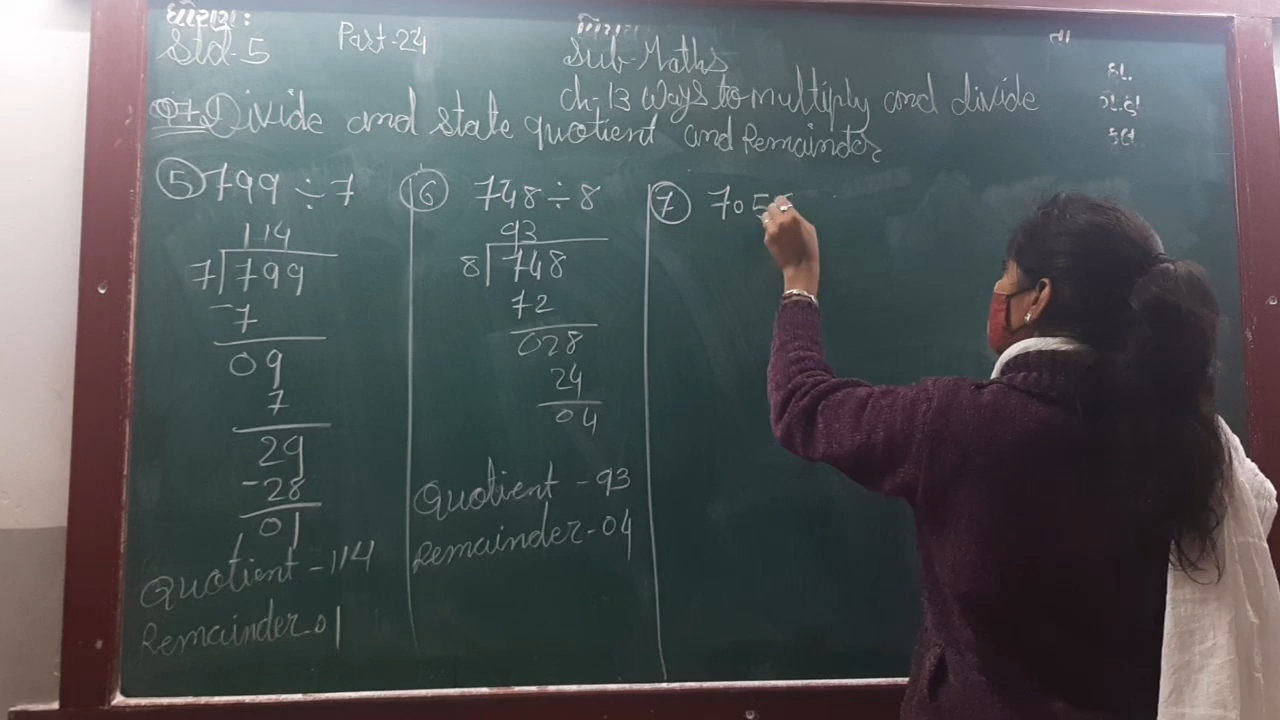 ધોરણ :
Std-5
Part-24
વિષય
Sub-Maths
તા
Ch-13 Ways to multiply and divide
હા.
ગ.હા
કુલ
Q-1 Divide and state quotient and Remainder
5 799 ÷ 7
114
7 799
- 7
09
7
29
- 28
01
Quotient - 114
Remainder - 01
6 748 ÷ 8
93
8 748
72
028
24
04
Quotient - 93
Remainder - 04
7 705